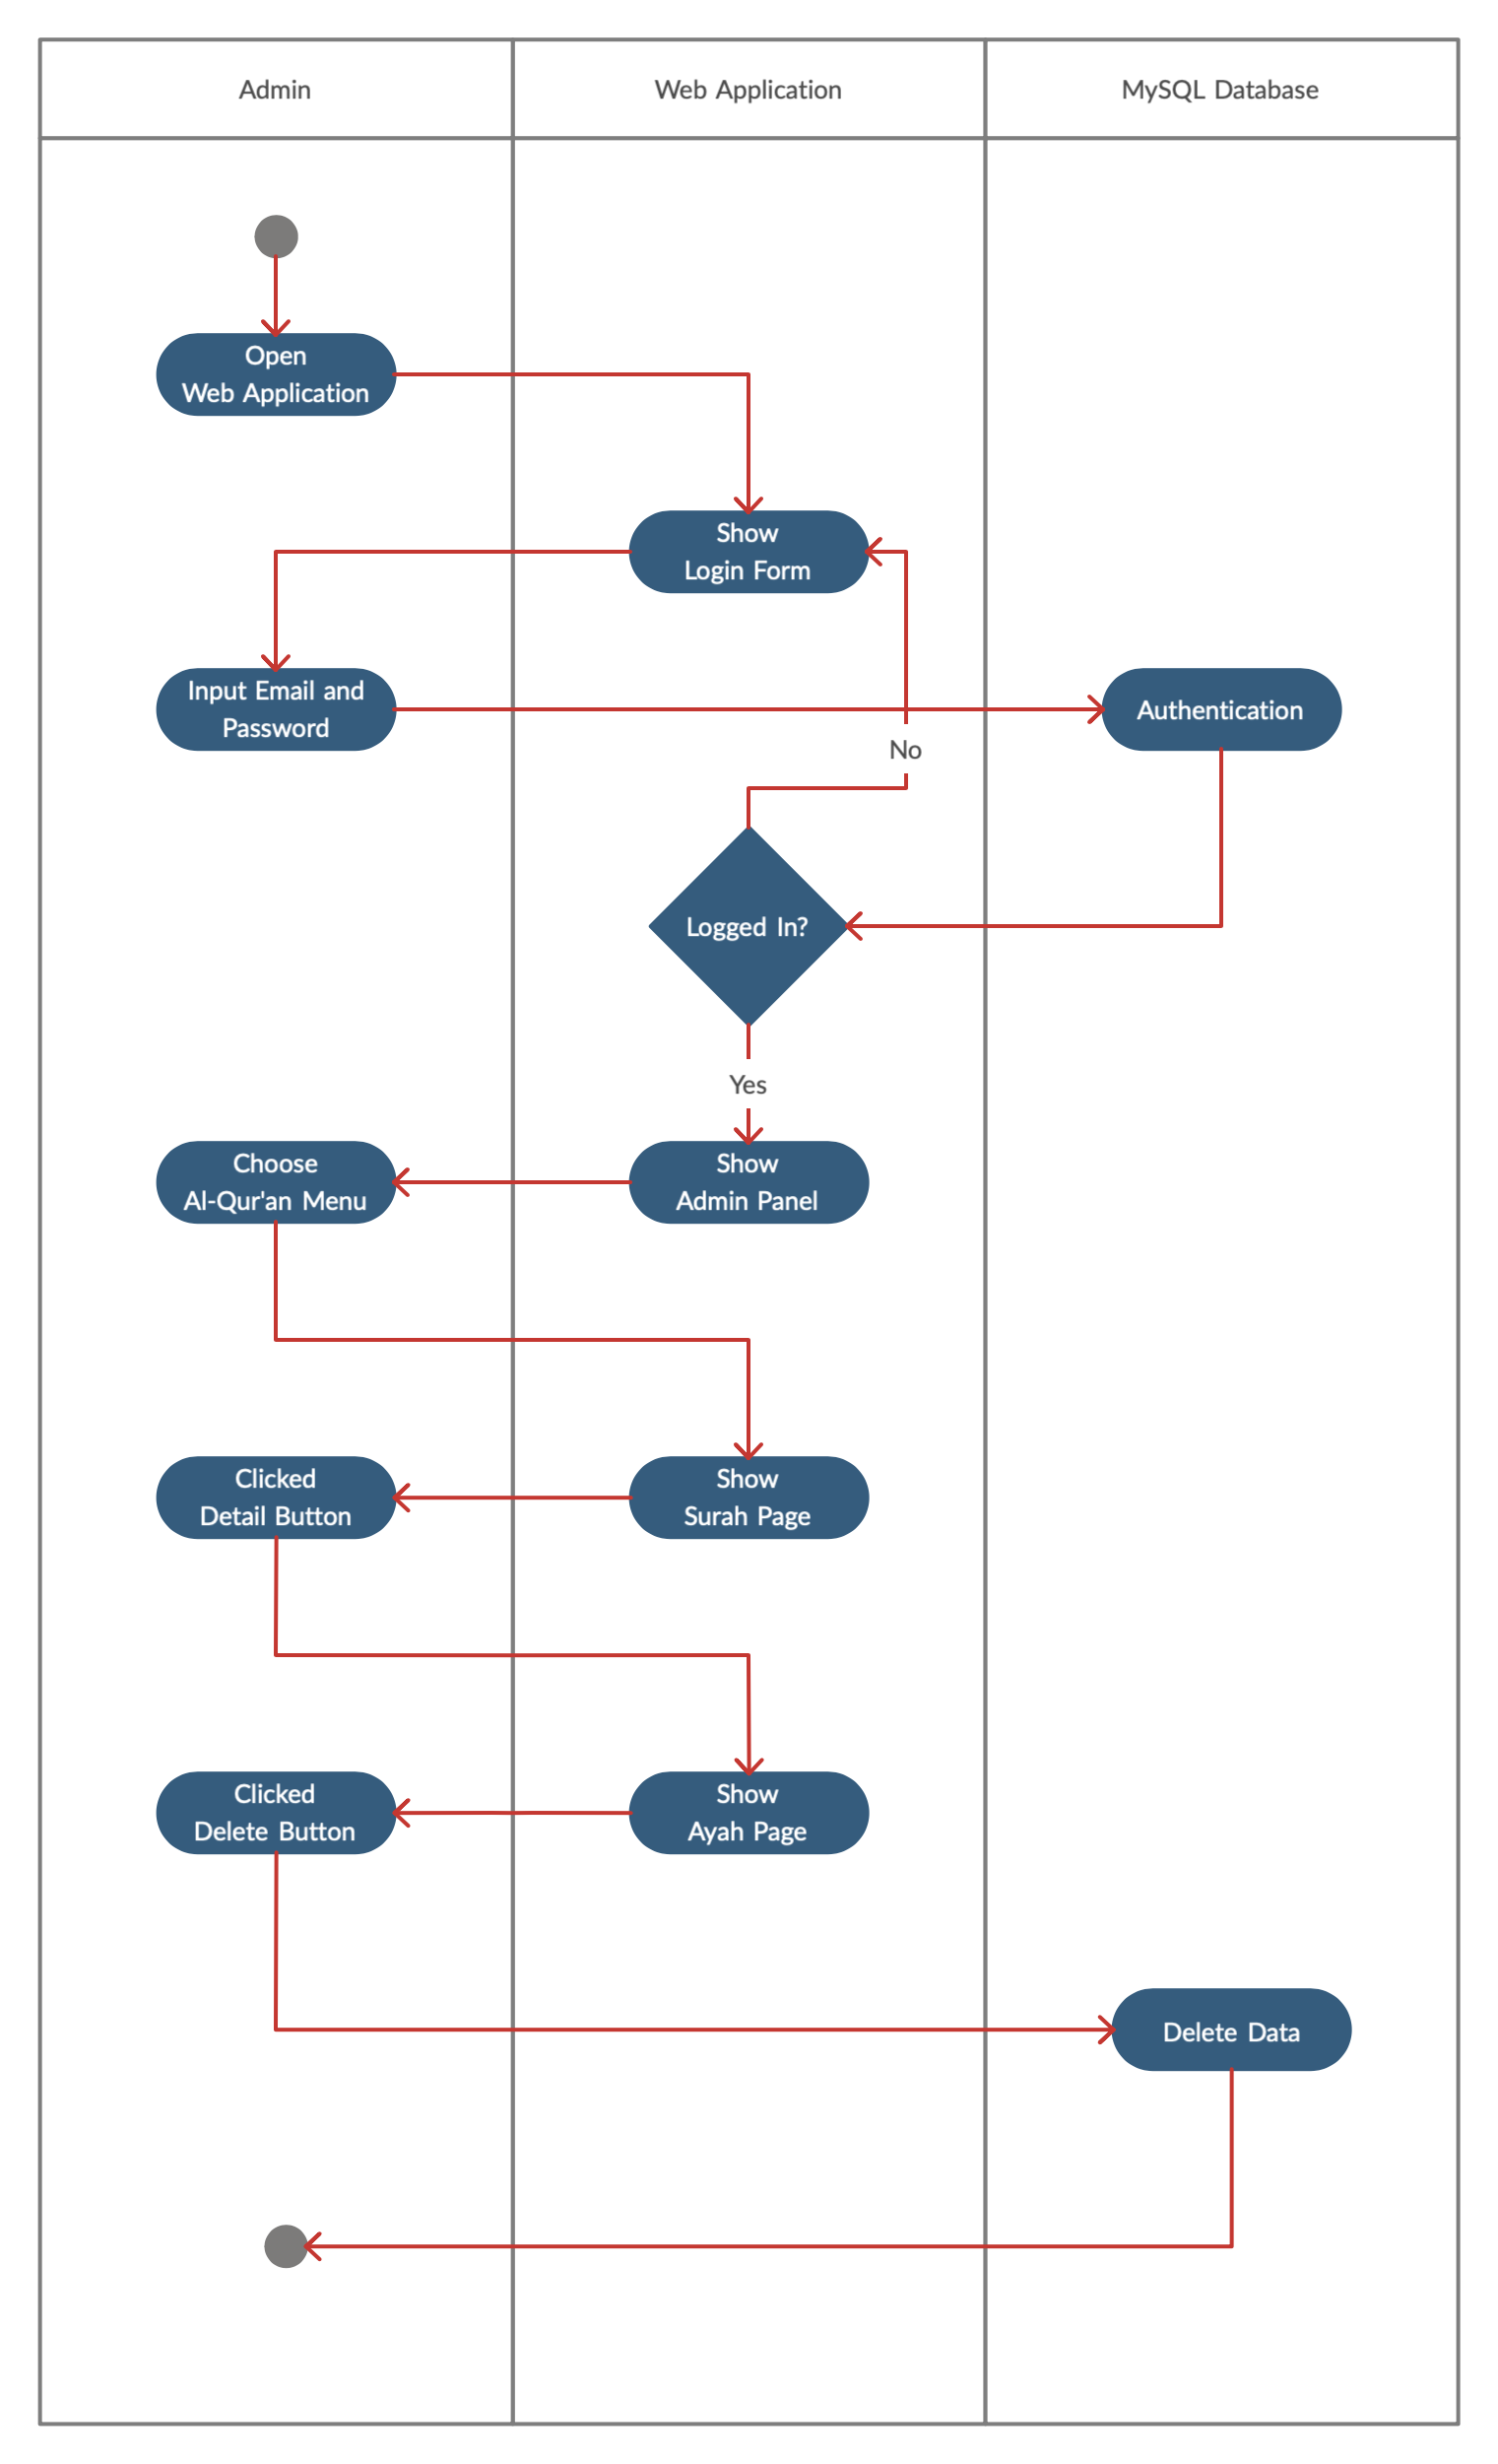 Admin
Web Application
MySQL Database
Open
Web Application
Show
Login Form
Input Email and
Password
Authentication
No
Logged In?
Yes
Choose
Al-Qur'an Menu
Show
Admin Panel
Clicked
Detail Button
Show
Surah Page
Clicked
Delete Button
Show
Ayah Page
Delete Data